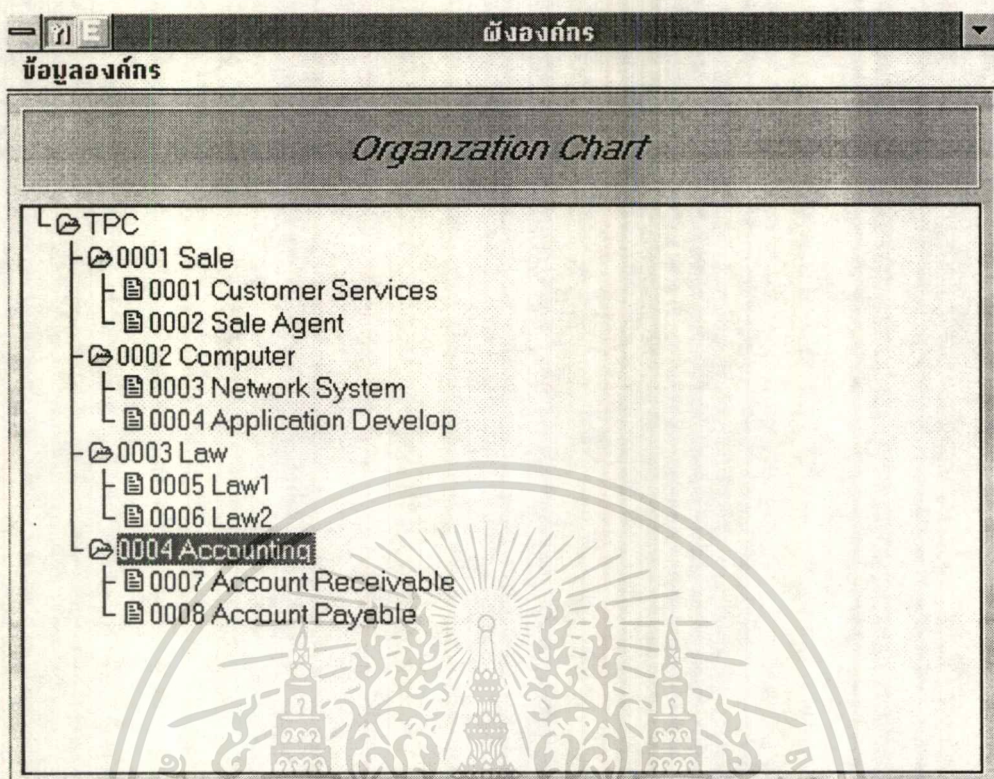 ก E ผังองค์กร
ข้อมูลองค์กร
Organzation Chart
TPC
0001 Sale
0001 Customer Services
0002 Sale Agent
0002 Computer
0003 Network System
0004 Application Develop
0003 Law
0005 Law1
0006 Law2
0004 Accounting
0007 Account Receivable
0008 Account Payable